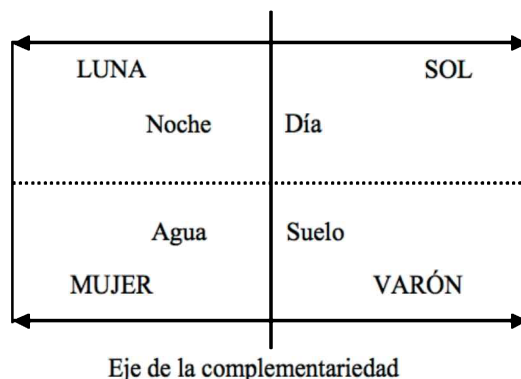 LUNA SOL
Noche Día
Agua Suelo
MUJER VARÓN
Eje de la complementariedad